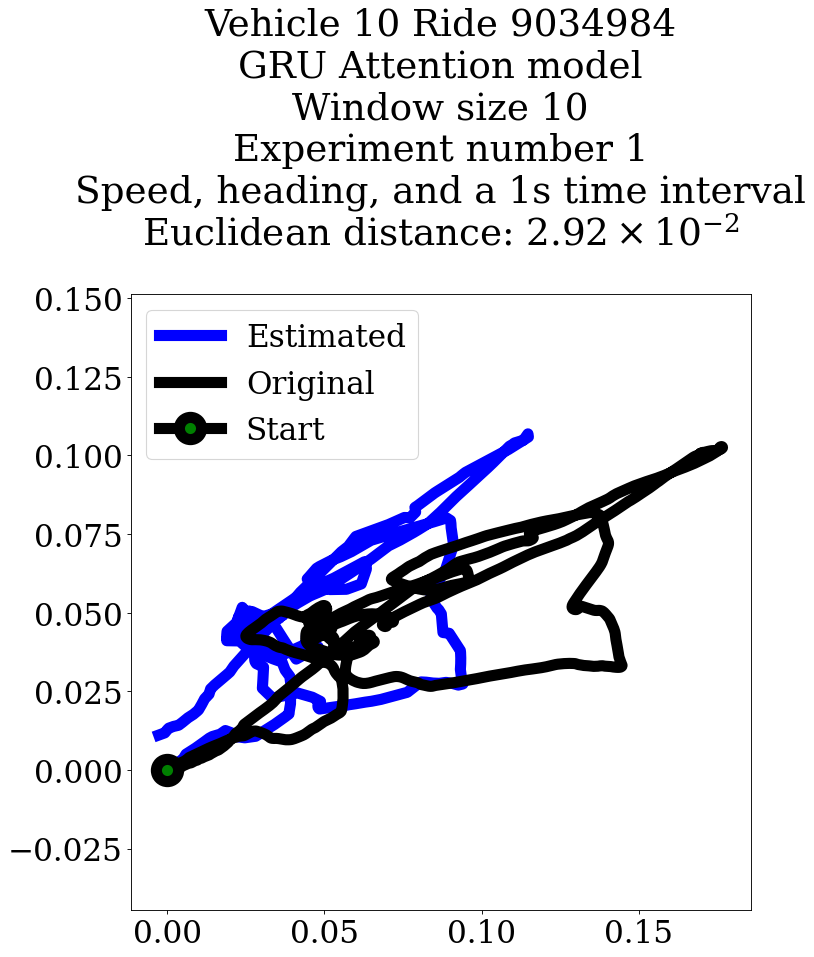 Vehicle 10 Ride 9034984
GRU Attention model
Window size 10
Experiment number 1
Speed, heading, and a 1s time interval
Euclidean distance: 2.92 × 10⁻²
0.150
0.125
0.100
0.075
0.050
0.025
0.000
−0.025
Estimated
Original
Start
0.00 0.05 0.10 0.15